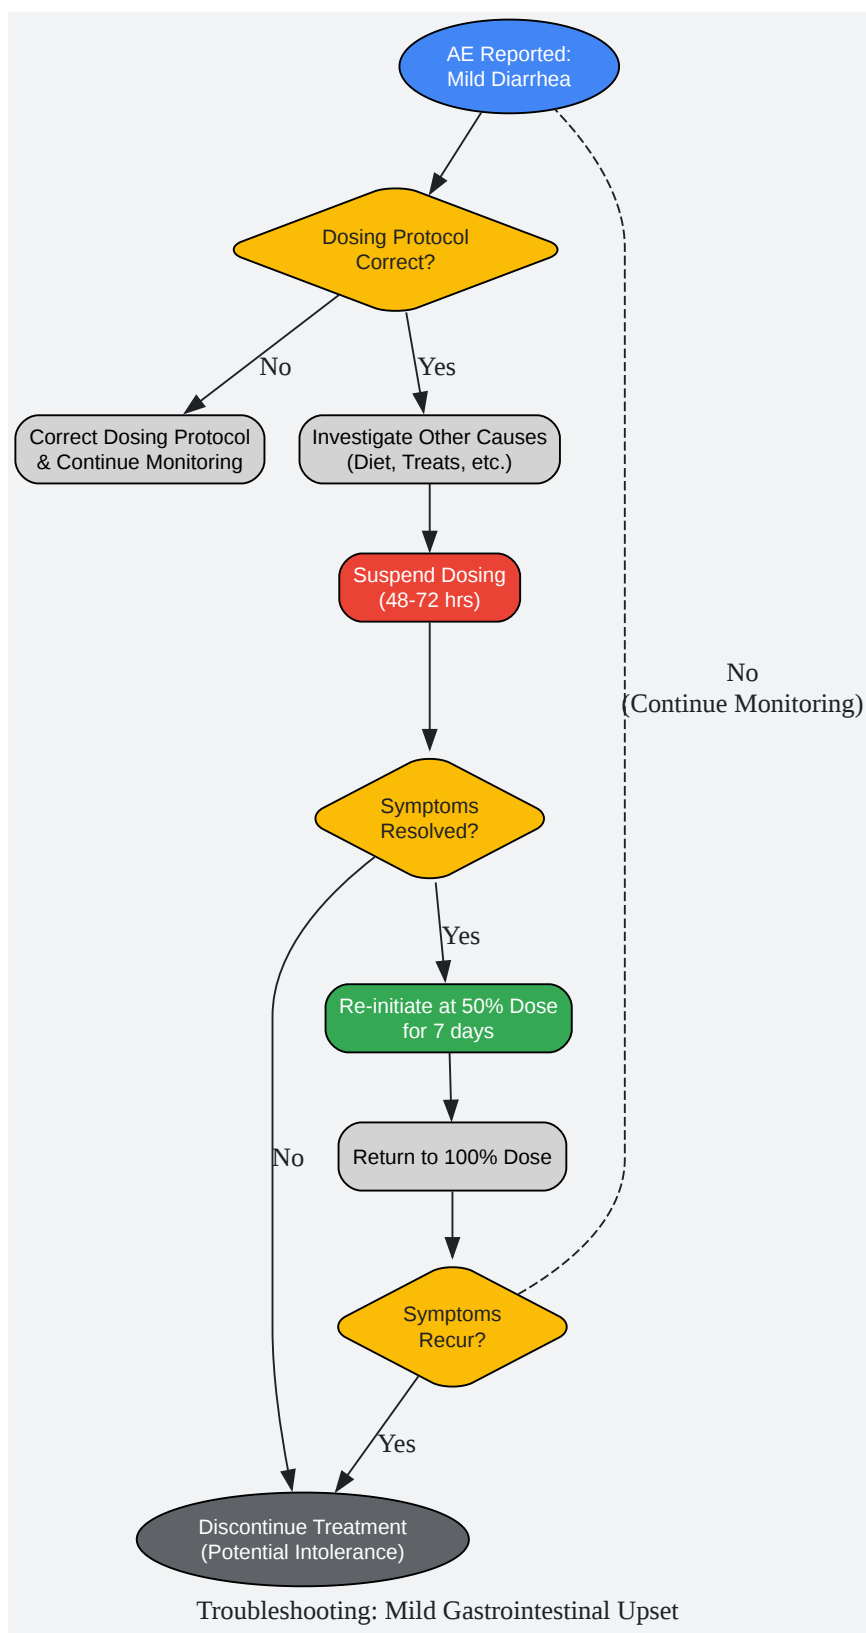 AE Reported:
Mild Diarrhea
Dosing Protocol
Correct?
No
Yes
Correct Dosing Protocol
& Continue Monitoring
Investigate Other Causes
(Diet, Treats, etc.)
Suspend Dosing
(48-72 hrs)
No
(Continue Monitoring)
Symptoms
Resolved?
Yes
Re-initiate at 50% Dose
for 7 days
No
Return to 100% Dose
Symptoms
Recur?
Yes
Discontinue Treatment
(Potential Intolerance)
Troubleshooting: Mild Gastrointestinal Upset